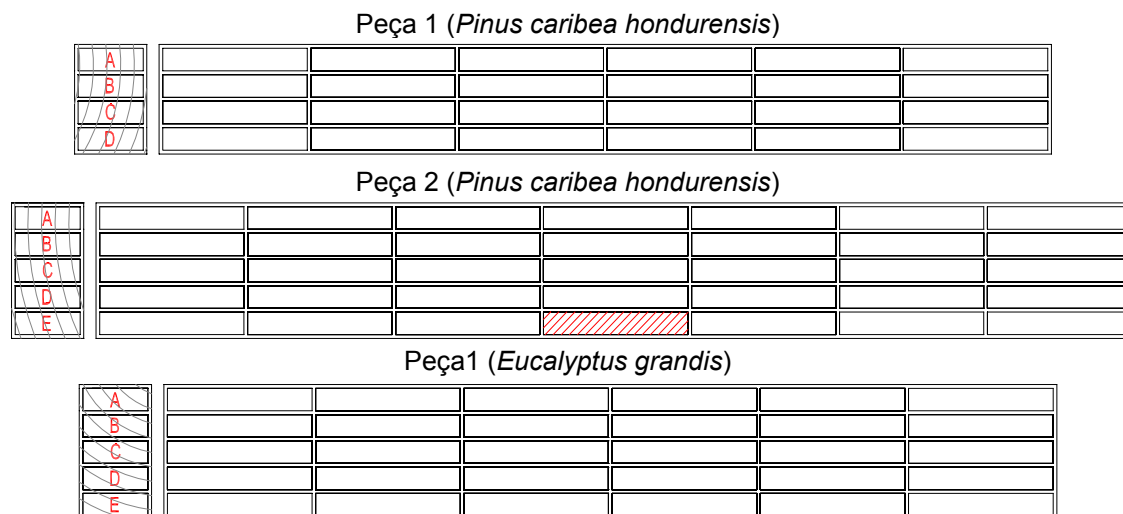 Peça 1 (Pinus caribea hondurensis)
A
B
C
D
Peça 2 (Pinus caribea hondurensis)
A
B
C
D
E
Peça1 (Eucalyptus grandis)
A
B
C
D
E